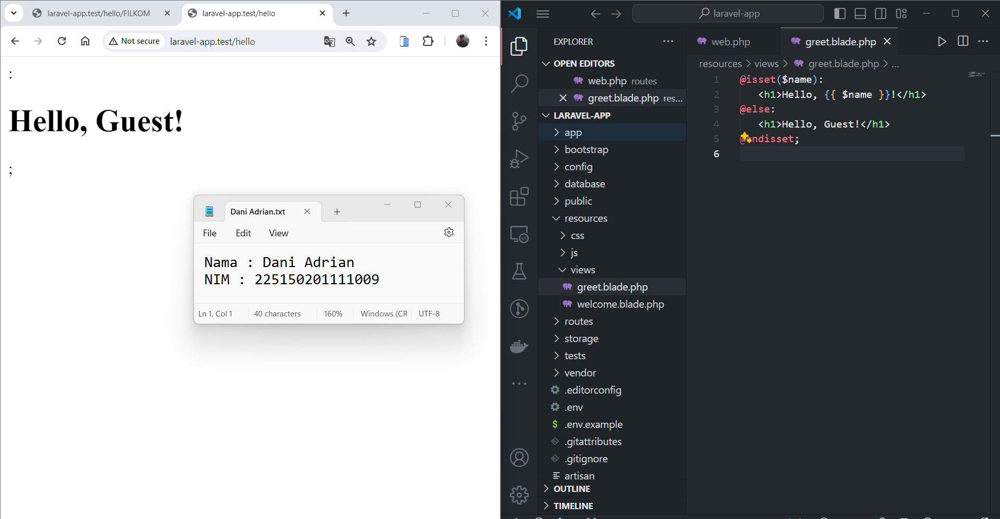 laravel-app.test/hello/FILKOM
laravel-app.test/hello
Not secure
laravel-app.test/hello
:
Hello, Guest!
;
Dani Adrian.txt
File Edit View
Nama : Dani Adrian
NIM : 225150201111009
Ln 1, Col 1 40 characters 160% Windows (CR UTF-8
laravel-app
EXPLORER
OPEN EDITORS
web.php routes
greet.blade.php res...
LARAVEL-APP
app
bootstrap
config
database
public
resources
css
js
views
greet.blade.php
welcome.blade.php
routes
storage
tests
vendor
.editorconfig
.env
$ .env.example
.gitattributes
.gitignore
artisan
OUTLINE
TIMELINE
web.php
greet.blade.php
resources > views > greet.blade.php > ...
1 @isset($name):
2 <h1>Hello, {{ $name }}!</h1>
3 @else:
4 <h1>Hello, Guest!</h1>
5 @endisset;
6